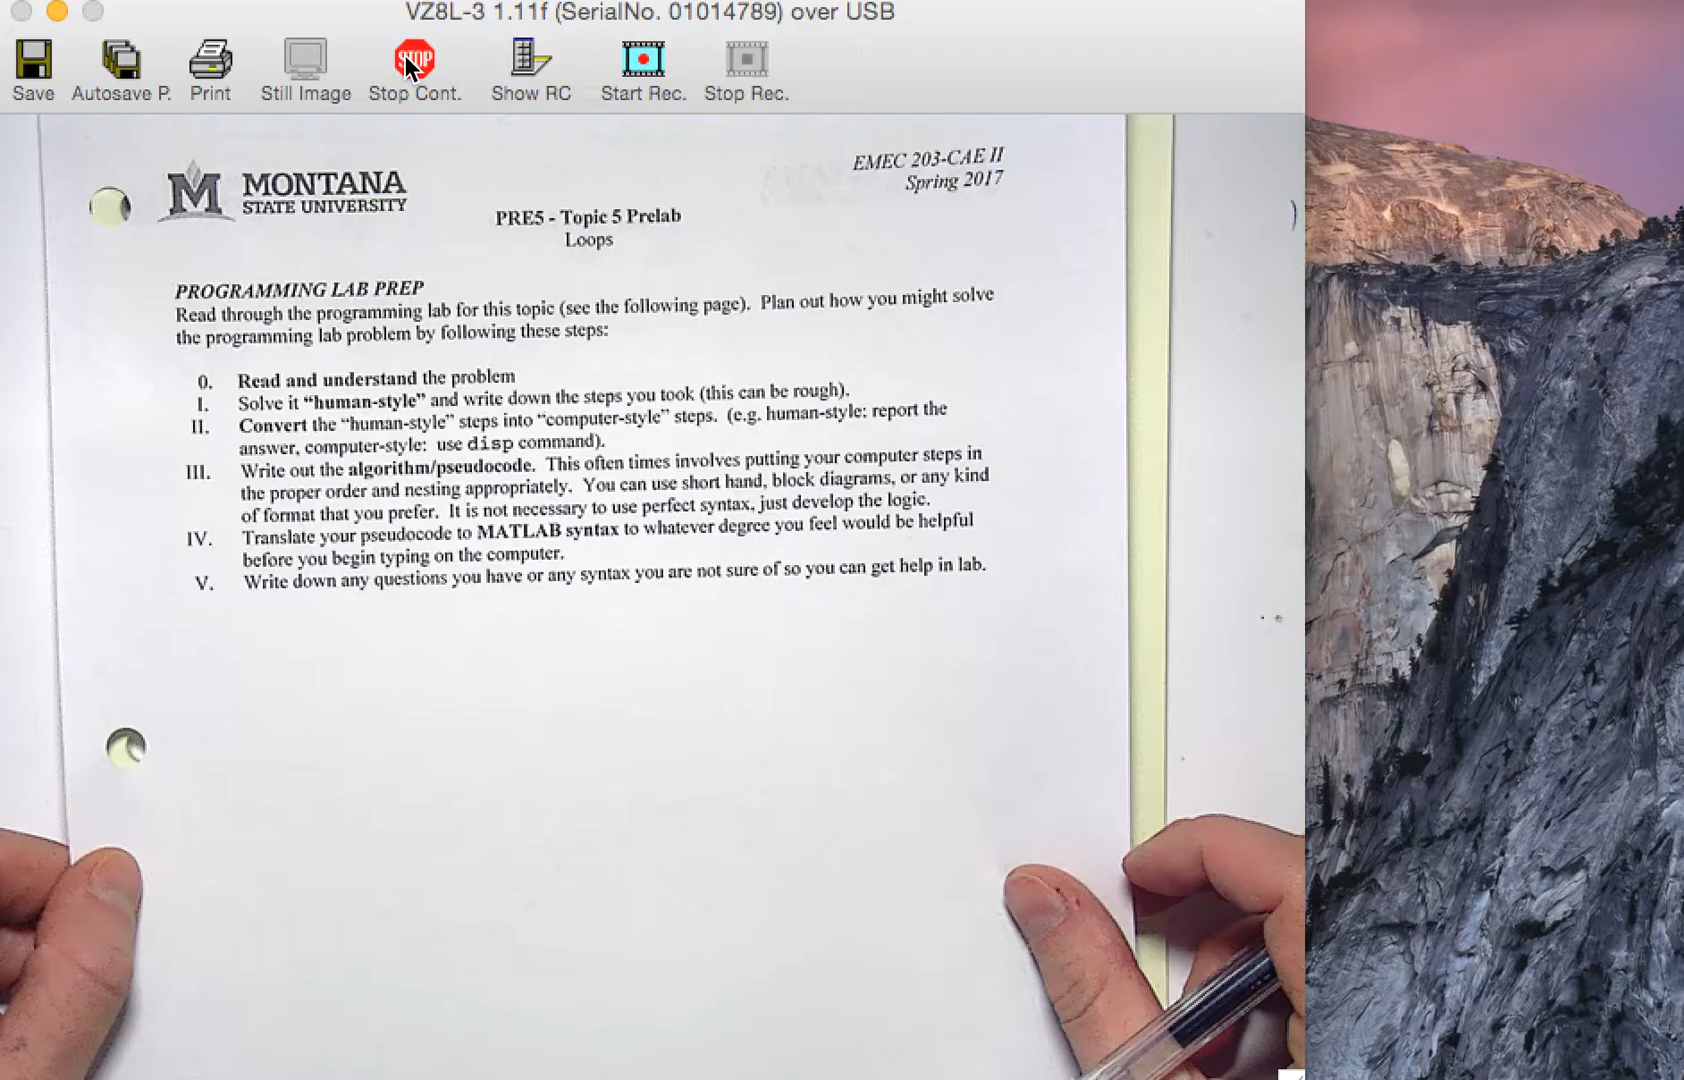 VZ8L-3 1.11f (SerialNo. 01014789) over USB
Save Autosave P. Print Still Image Stop Cont. Show RC Start Rec. Stop Rec.
STOP
EMEC 203-CAE II
Spring 2017
M MONTANA
STATE UNIVERSITY
PRE5 - Topic 5 Prelab
Loops
PROGRAMMING LAB PREP
Read through the programming lab for this topic (see the following page). Plan out how you might solve
the programming lab problem by following these steps:
0. Read and understand the problem
I. Solve it “human-style” and write down the steps you took (this can be rough).
II. Convert the “human-style” steps into “computer-style” steps. (e.g. human-style: report the
answer, computer-style: use disp command).
III. Write out the algorithm/pseudocode. This often times involves putting your computer steps in
the proper order and nesting appropriately. You can use short hand, block diagrams, or any kind
of format that you prefer. It is not necessary to use perfect syntax, just develop the logic.
IV. Translate your pseudocode to MATLAB syntax to whatever degree you feel would be helpful
before you begin typing on the computer.
V. Write down any questions you have or any syntax you are not sure of so you can get help in lab.
)